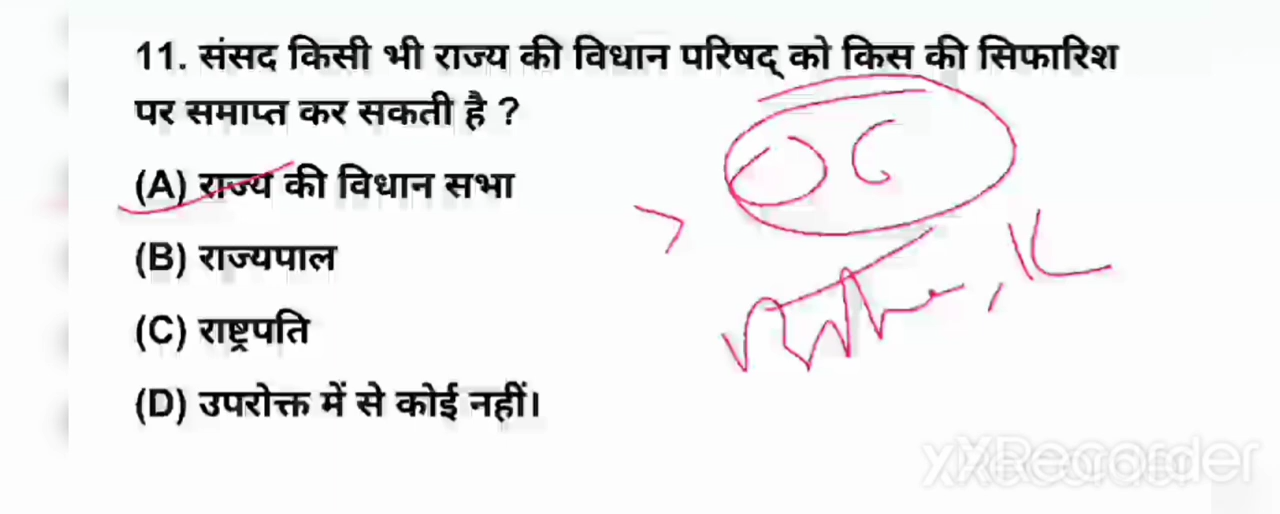 11. संसद किसी भी राज्य की विधान परिषद् को किस की सिफारिश
पर समाप्त कर सकती है ?
(A) राज्य की विधान सभा
(B) राज्यपाल
(C) राष्ट्रपति
(D) उपरोक्त में से कोई नहीं।
XRecorder